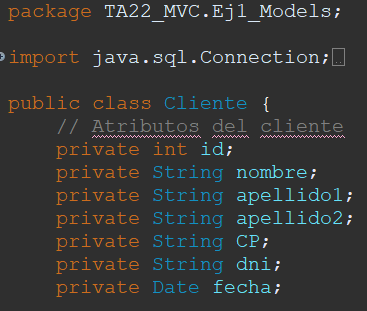 package TA22_MVC.Ej1_Models;
import java.sql.Connection;
public class Cliente {
// Atributos del cliente
private int id;
private String nombre;
private String apellido1;
private String apellido2;
private String CP;
private String dni;
private Date fecha;